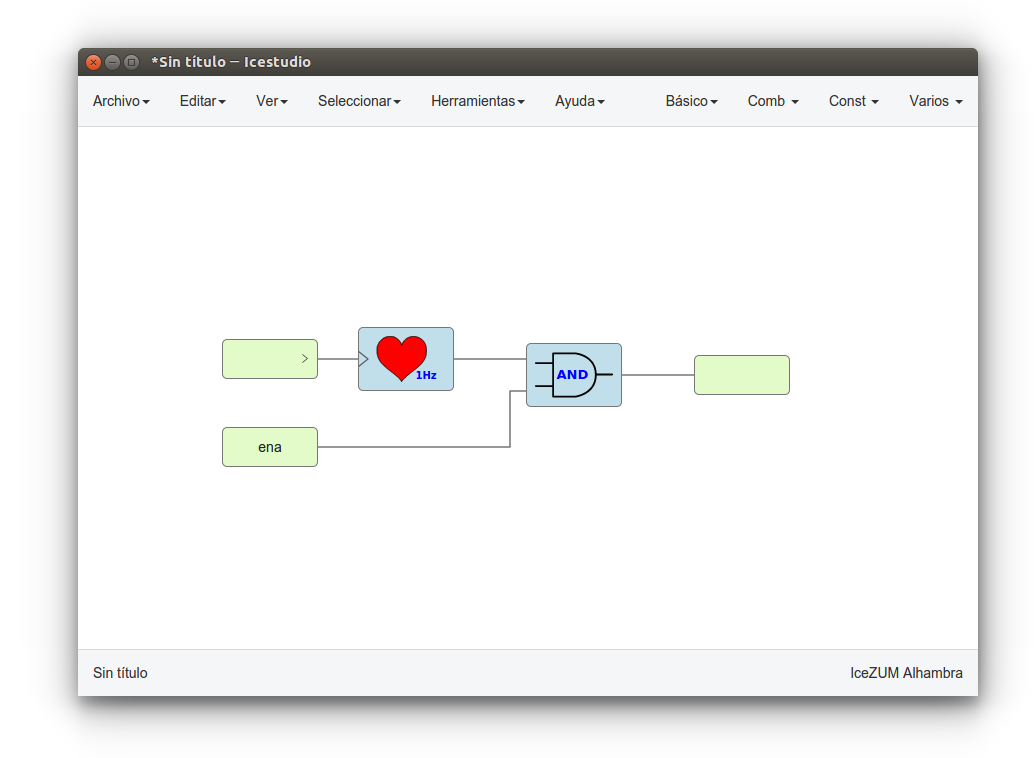 *Sin título – Icestudio
Archivo Editar Ver Seleccionar Herramientas Ayuda Básico Comb Const Varios
1Hz
AND
ena
Sin título IceZUM Alhambra